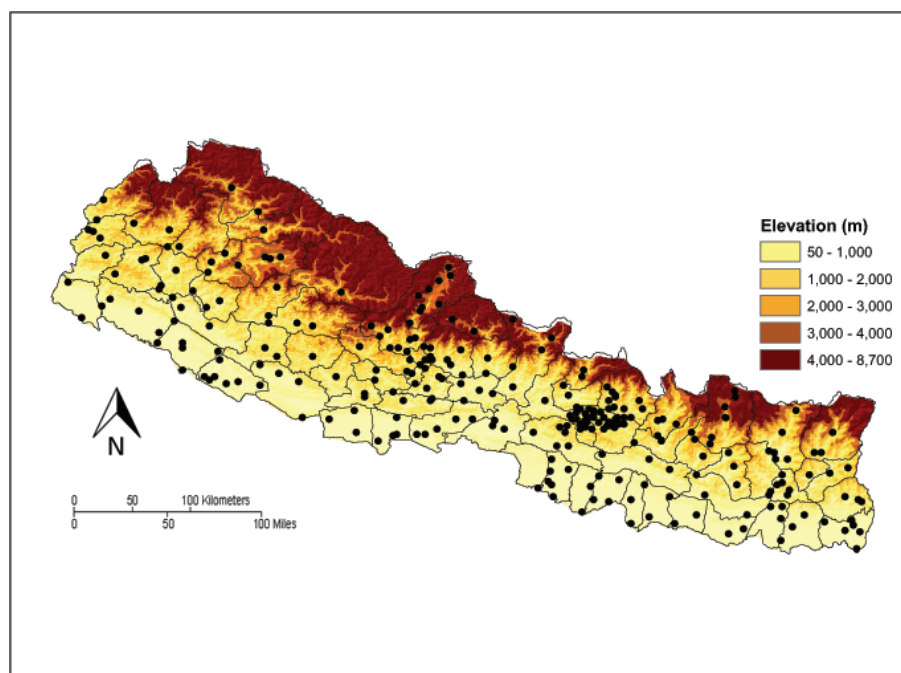 Elevation (m)
50 - 1,000
1,000 - 2,000
2,000 - 3,000
3,000 - 4,000
4,000 - 8,700
N
0 50 100 Kilometers
0 50 100 Miles